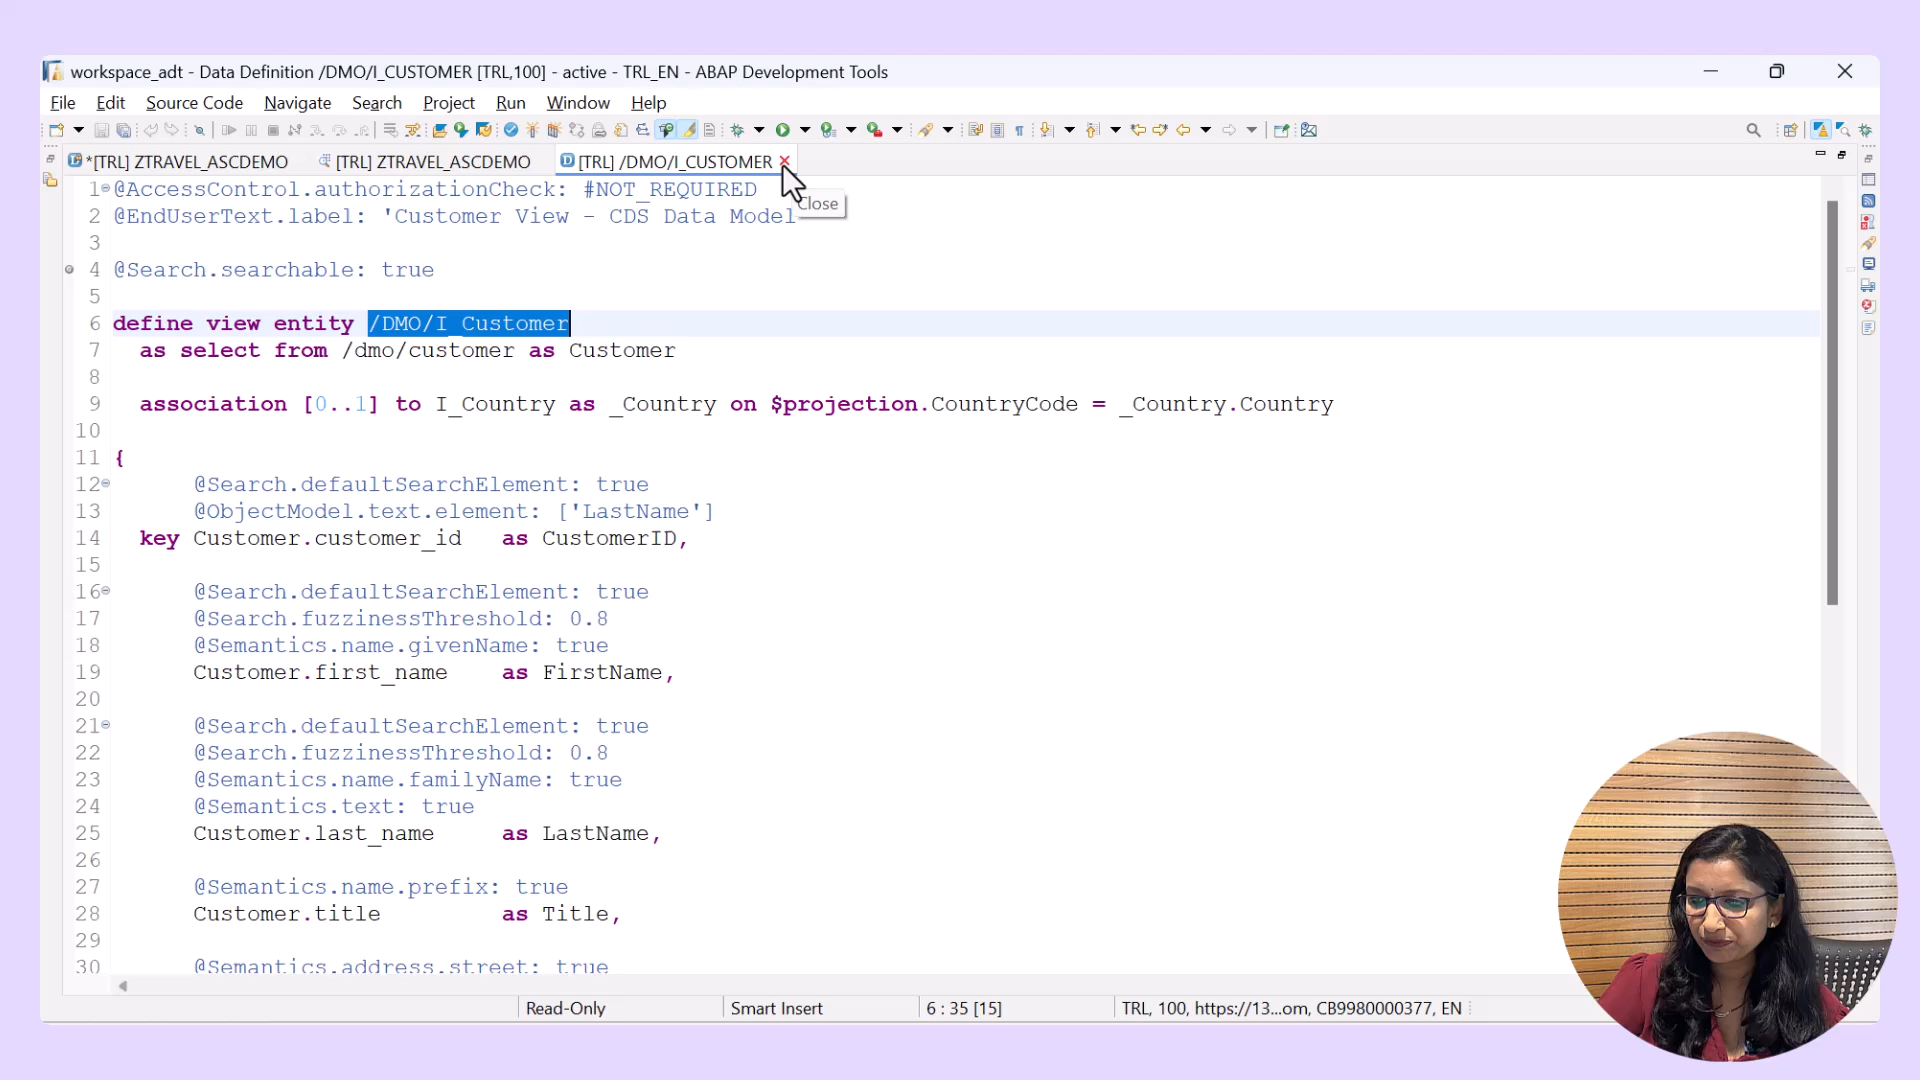 workspace_adt - Data Definition /DMO/I_CUSTOMER [TRL,100] - active - TRL_EN - ABAP Development Tools
File Edit Source Code Navigate Search Project Run Window Help
*[TRL] ZTRAVEL_ASCDEMO [TRL] ZTRAVEL_ASCDEMO [TRL] /DMO/I_CUSTOMER
Close
1 @AccessControl.authorizationCheck: #NOT_REQUIRED
2 @EndUserText.label: 'Customer View - CDS Data Model
3
4 @Search.searchable: true
5
6 define view entity /DMO/I_Customer
7 as select from /dmo/customer as Customer
8
9 association [0..1] to I_Country as _Country on $projection.CountryCode = _Country.Country
10
11 {
12 @Search.defaultSearchElement: true
13 @ObjectModel.text.element: ['LastName']
14 key Customer.customer_id as CustomerID,
15
16 @Search.defaultSearchElement: true
17 @Search.fuzzinessThreshold: 0.8
18 @Semantics.name.givenName: true
19 Customer.first_name as FirstName,
20
21 @Search.defaultSearchElement: true
22 @Search.fuzzinessThreshold: 0.8
23 @Semantics.name.familyName: true
24 @Semantics.text: true
25 Customer.last_name as LastName,
26
27 @Semantics.name.prefix: true
28 Customer.title as Title,
29
30 @Semantics.address.street: true
Read-Only Smart Insert 6 : 35 [15] TRL, 100, https://13...om, CB9980000377, EN